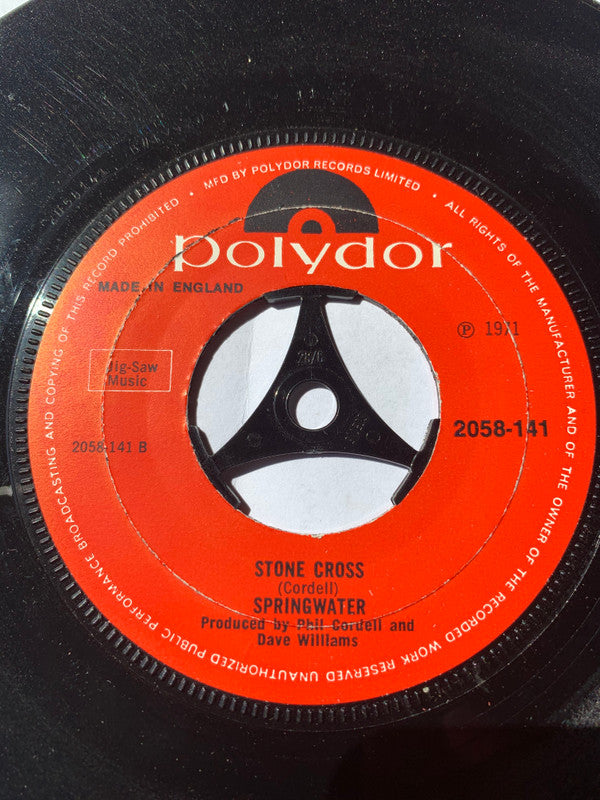 MFD BY POLYDOR RECORDS LIMITED • ALL RIGHTS OF THE MANUFACTURER AND OF THE OWNER OF THE RECORDED WORK RESERVED UNAUTHORIZED PUBLIC PERFORMANCE BROADCASTING AND COPYING OF THIS RECORD PROHIBITED •
polydor
MADE IN ENGLAND
℗ 1971
Jig-Saw
Music
2058-141
2058-141 B
STONE CROSS
(Cordell)
SPRINGWATER
Produced by Phil Cordell and
Dave Williams